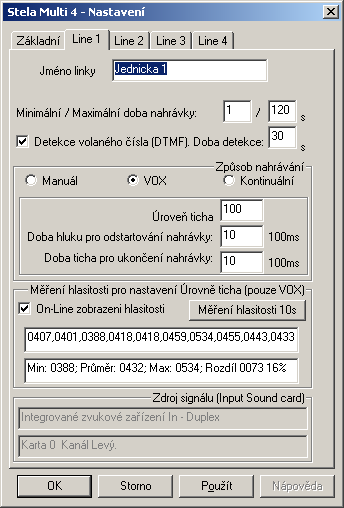 Stela Multi 4 - Nastavení
Základní Line 1 Line 2 Line 3 Line 4
Jméno linky Jednicka 1
Minimální / Maximální doba nahrávky: 1 / 120 s
Detekce volaného čísla (DTMF). Doba detekce: 30 s
Způsob nahrávání
Manuál VOX Kontinuální
Úroveň ticha 100
Doba hluku pro odstartování nahrávky: 10 100ms
Doba ticha pro ukončení nahrávky: 10 100ms
Měření hlasitosti pro nastavení Úrovně ticha (pouze VOX)
On-Line zobrazeni hlasitosti Měření hlasitosti 10s
0407,0401,0388,0418,0418,0459,0534,0455,0443,0433
Min: 0388; Průměr: 0432; Max: 0534; Rozdíl 0073 16%
Zdroj signálu (Input Sound card)
Integrované zvukové zařízení In - Duplex
Karta 0 Kanál Levý.
OK Storno Použít Nápověda